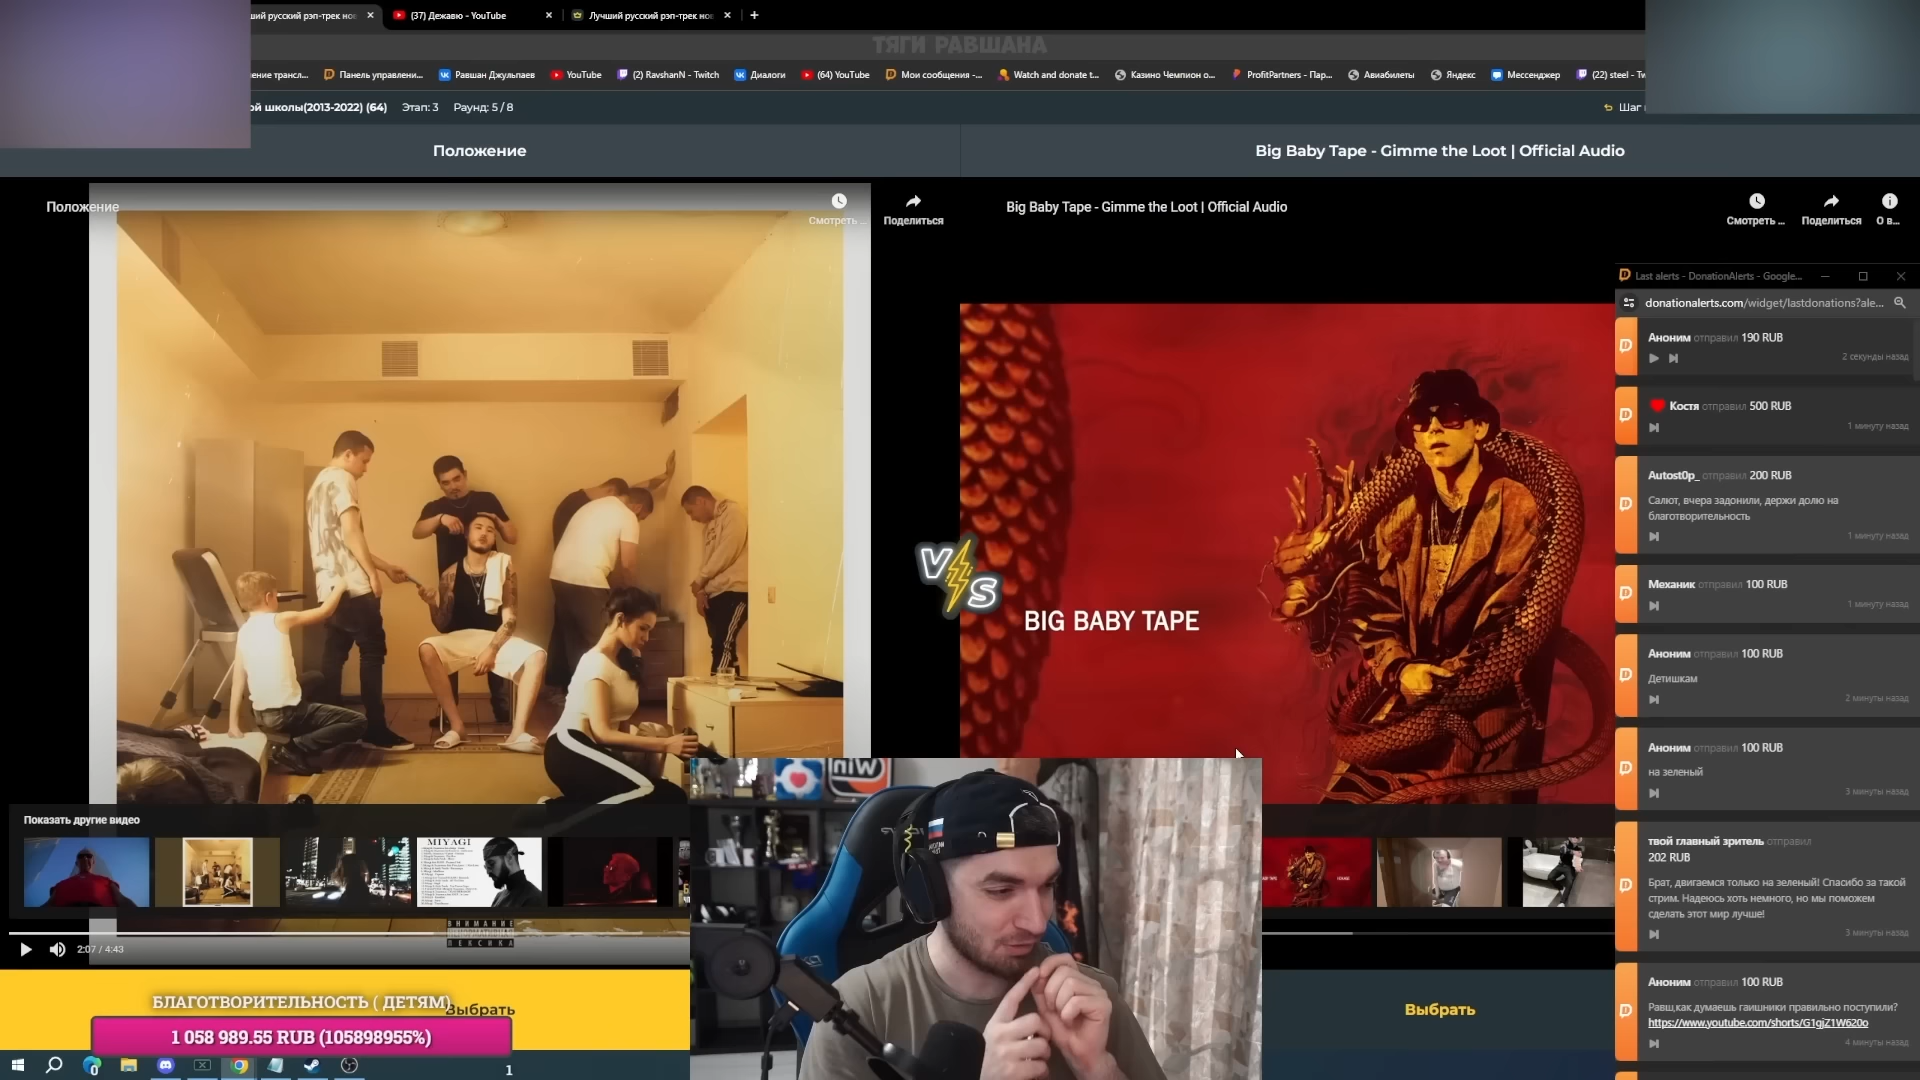 ший русский рэп-трек нов
(37) Дежавю - YouTube
Лучший русский рэп-трек нов
ТЯГИ РАВШАНА
ение трансл...
Панель управлени...
Равшан Джульпаев
YouTube
(2) RavshanN - Twitch
Диалоги
(64) YouTube
Мои сообщения -...
Watch and donate t...
Казино Чемпион о...
ProfitPartners - Пар...
Авиабилеты
Яндекс
Мессенджер
(22) steel - Tw
ой школы(2013-2022) (64)
Этап: 3
Раунд: 5 / 8
Шаг
Положение
Big Baby Tape - Gimme the Loot | Official Audio
Положение
Смотреть ...
Поделиться
Big Baby Tape - Gimme the Loot | Official Audio
Смотреть ...
Поделиться
О в...
VS
BIG BABY TAPE
Last alerts - DonationAlerts - Google...
donationalerts.com/widget/lastdonations?ale...
Аноним отправил 190 RUB
2 секунды назад
Костя отправил 500 RUB
1 минуту назад
Autost0p_ отправил 200 RUB
Салют, вчера задонили, держи долю на
благотворительность
1 минуту назад
Механик отправил 100 RUB
1 минуту назад
Аноним отправил 100 RUB
Детишкам
2 минуты назад
Аноним отправил 100 RUB
на зеленый
3 минуты назад
твой главный зритель отправил
202 RUB
Брат, двигаемся только на зеленый! Спасибо за такой
стрим. Надеюсь хоть немного, но мы поможем
сделать этот мир лучше!
3 минуты назад
Аноним отправил 100 RUB
Равш,как думаешь гаишники правильно поступили?
https://www.youtube.com/shorts/G1gjZ1W620o
4 минуты назад
Показать другие видео
MIYAGI
ВНИМАНИЕ
ЛЕКСИКА
2:07 / 4:43
БЛАГОТВОРИТЕЛЬНОСТЬ ( ДЕТЯМ)
Выбрать
1 058 989.55 RUB (105898955%)
Выбрать
1